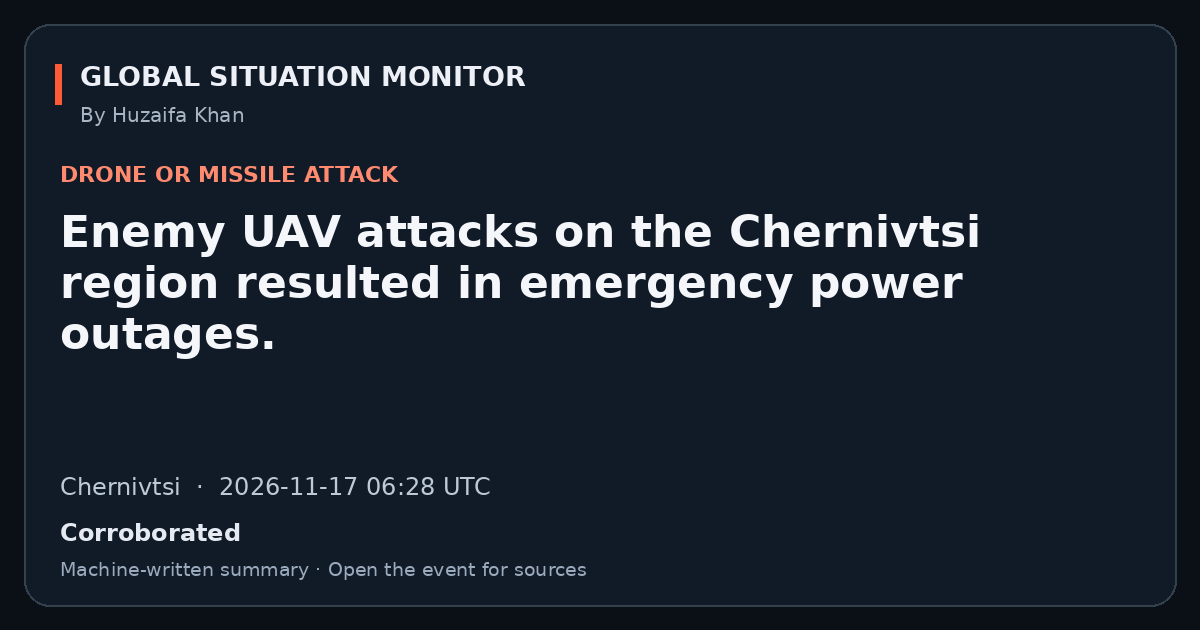 GLOBAL SITUATION MONITOR
By Huzaifa Khan
DRONE OR MISSILE ATTACK
Enemy UAV attacks on the Chernivtsi
region resulted in emergency power
outages.
Chernivtsi · 2026-11-17 06:28 UTC
Corroborated
Machine-written summary · Open the event for sources